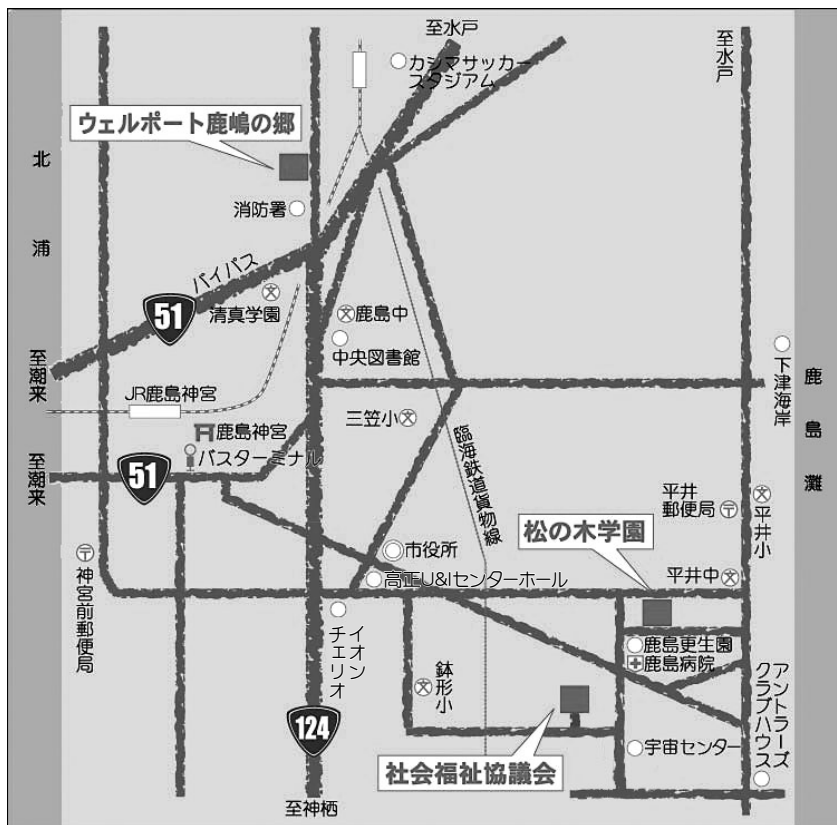 至水戸
カシマサッカー
スタジアム
至水戸
ウェルポート鹿嶋の郷
北浦
消防署
バイパス
51
清真学園
鹿島中
中央図書館
至潮来
下津海岸
鹿島灘
JR鹿島神宮
鹿島神宮
三笠小
バスターミナル
至潮来
51
臨海鉄道貨物線
平井
郵便局
平井小
松の木学園
市役所
神宮前郵便局
高正U&Iセンターホール
平井中
イオン
チェリオ
鹿島更生園
鹿島病院
鉢形小
アントラーズ
クラブハウス
124
宇宙センター
社会福祉協議会
至神栖